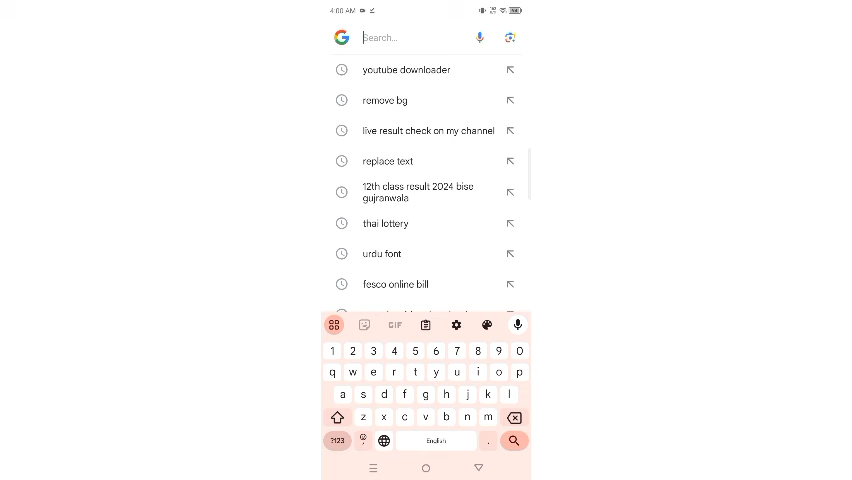 4:00 AM
Search...
youtube downloader
remove bg
live result check on my channel
replace text
12th class result 2024 bise
gujranwala
thai lottery
urdu font
fesco online bill
GIF
1 2 3 4 5 6 7 8 9 0
q w e r t y u i o p
a s d f g h j k l
z x c v b n m
?123 , English .